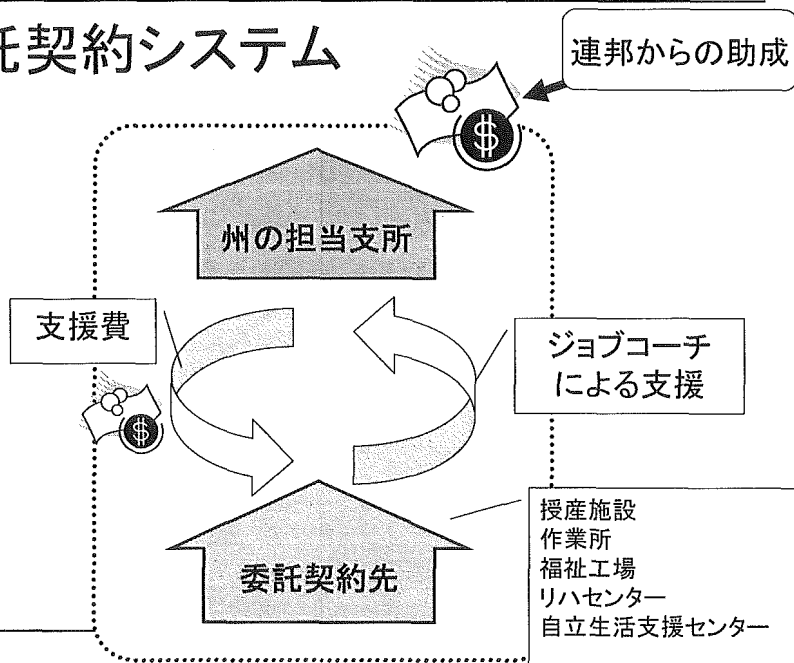 託契約システム
連邦からの助成
$
州の担当支所
支援費
$
ジョブコーチ
による支援
委託契約先
授産施設
作業所
福祉工場
リハセンター
自立生活支援センター